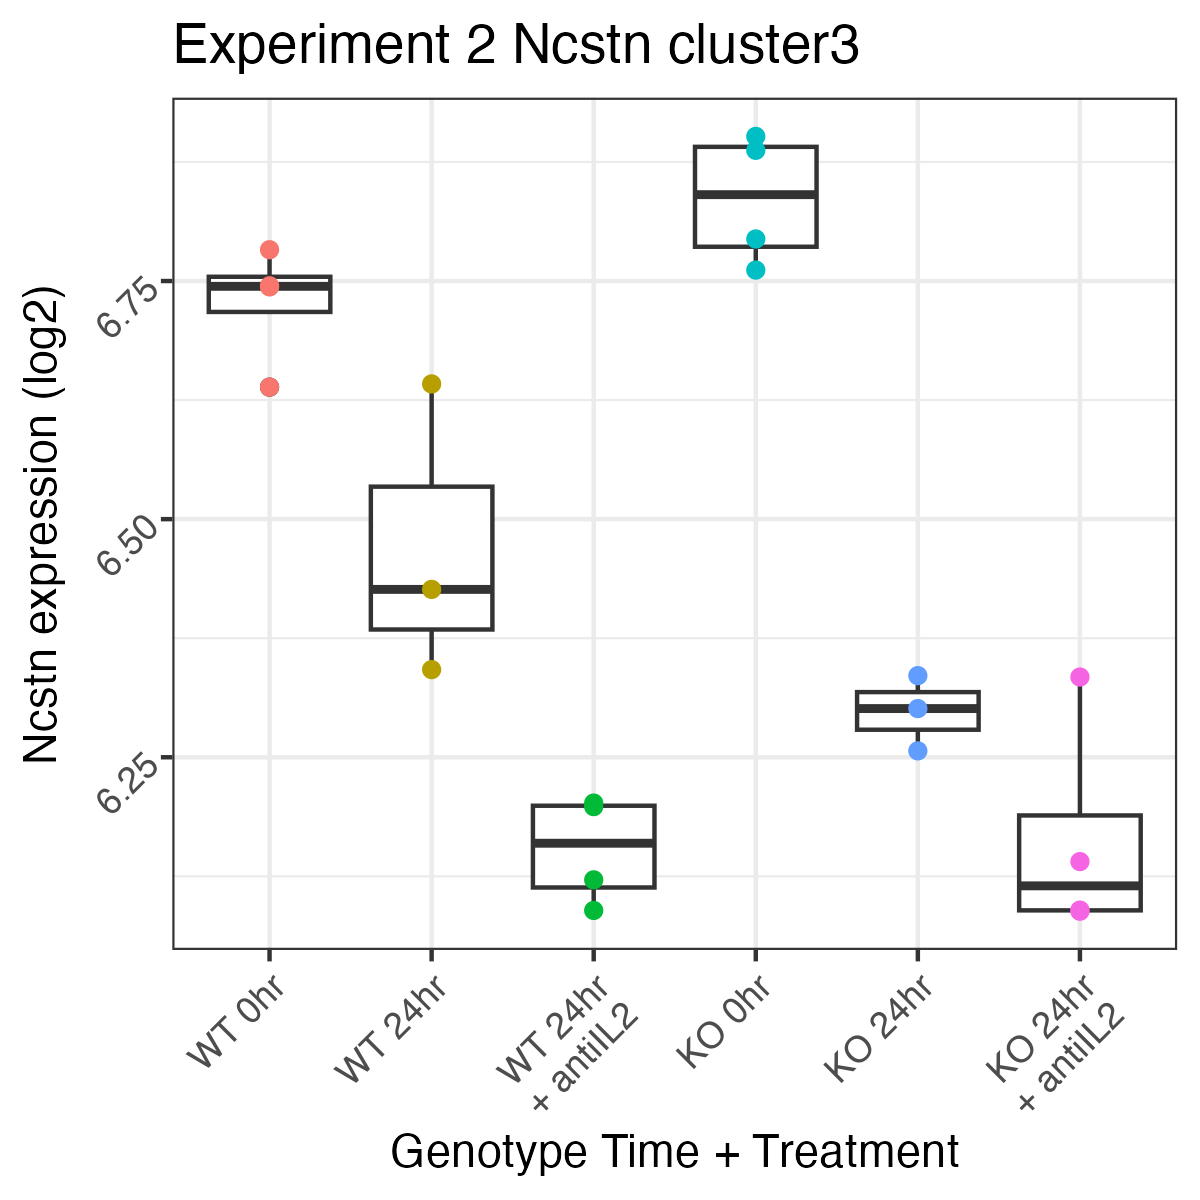 Experiment 2 Ncstn cluster3
Ncstn expression (log2)
6.75
6.50
6.25
WT 0hr
WT 24hr
WT 24hr
+ antiIL2
KO 0hr
KO 24hr
KO 24hr
+ antiIL2
Genotype Time + Treatment